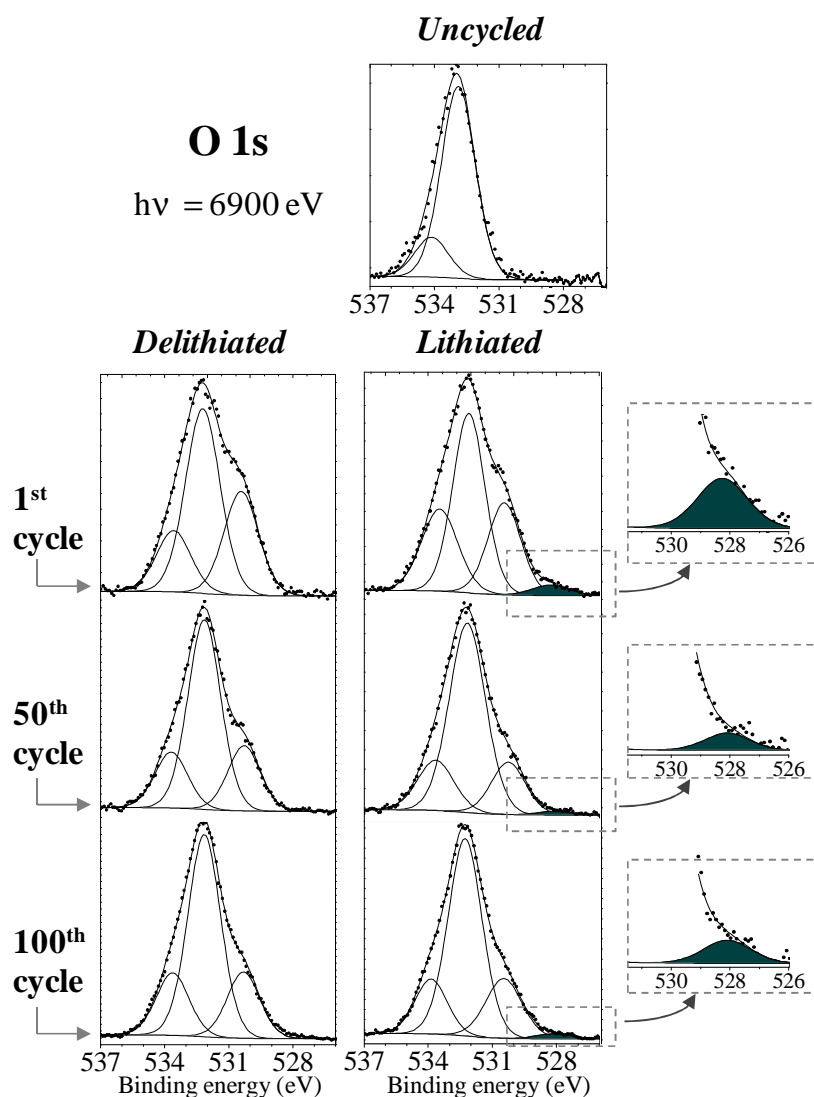 Uncycled
O 1s
hν = 6900 eV
537 534 531 528
Delithiated Lithiated
1st
cycle
530 528 526
50th
cycle
530 528 526
100th
cycle
530 528 526
537 534 531 528 537 534 531 528
Binding energy (eV) Binding energy (eV)